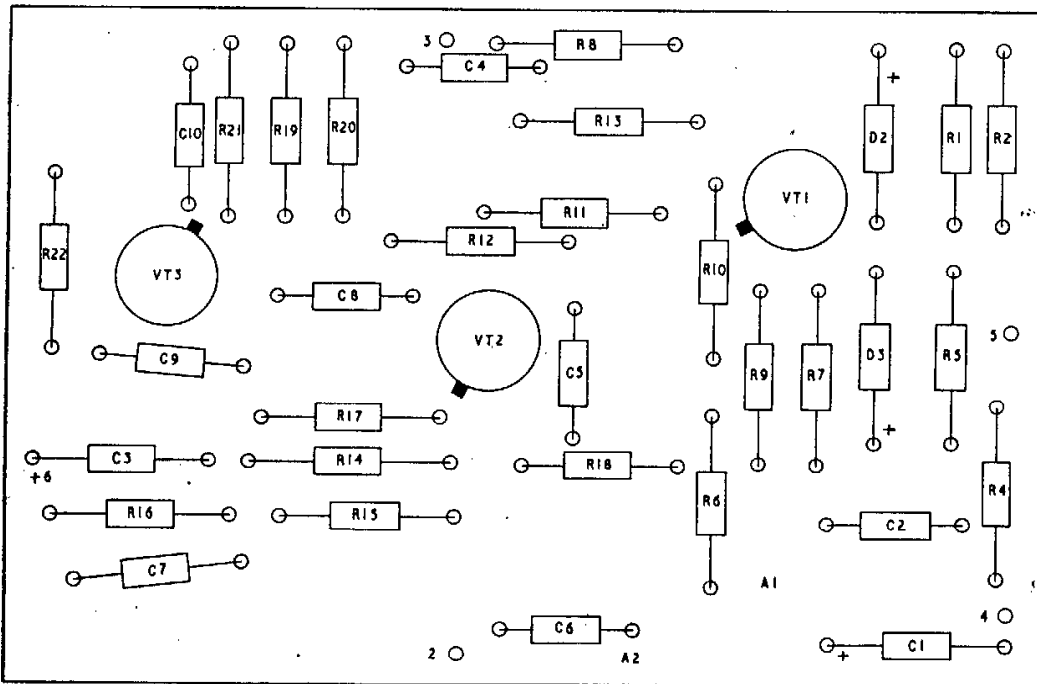 3
R8
C4
C10
R21
R19
R20
R13
D2
+
R1
R2
VT1
R11
R12
R22
VT3
R10
C8
VT2
C5
C9
R9
R7
D3
+
R5
5
R17
C3
+6
R14
R18
R6
R4
R16
R15
C2
C7
A1
4
C6
2
A2
+
C1